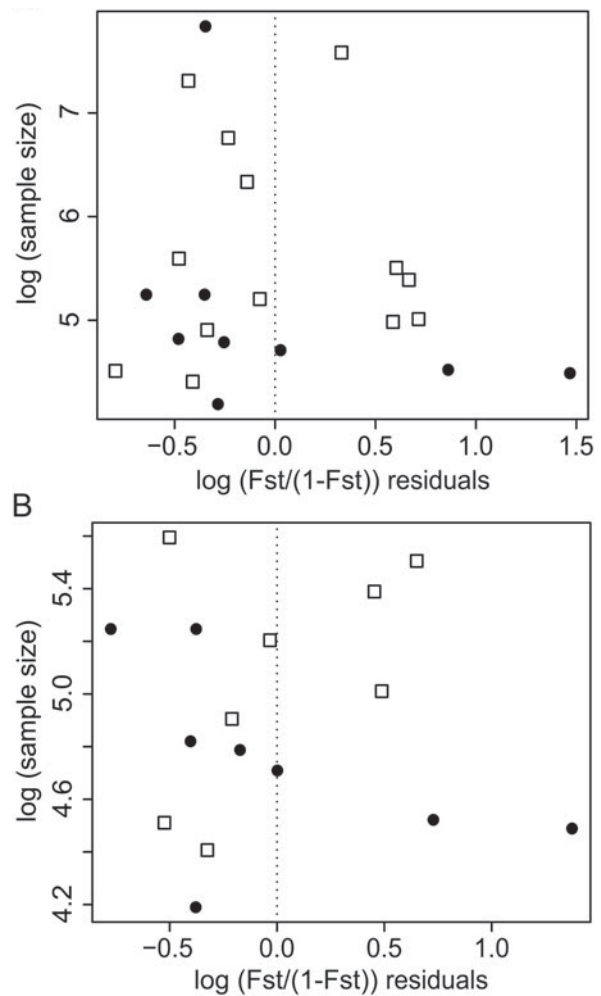 7
6
5
log (sample size)
−0.5 0.0 0.5 1.0 1.5
log (Fst/(1-Fst)) residuals
B
5.4
5.0
4.6
4.2
log (sample size)
−0.5 0.0 0.5 1.0
log (Fst/(1-Fst)) residuals